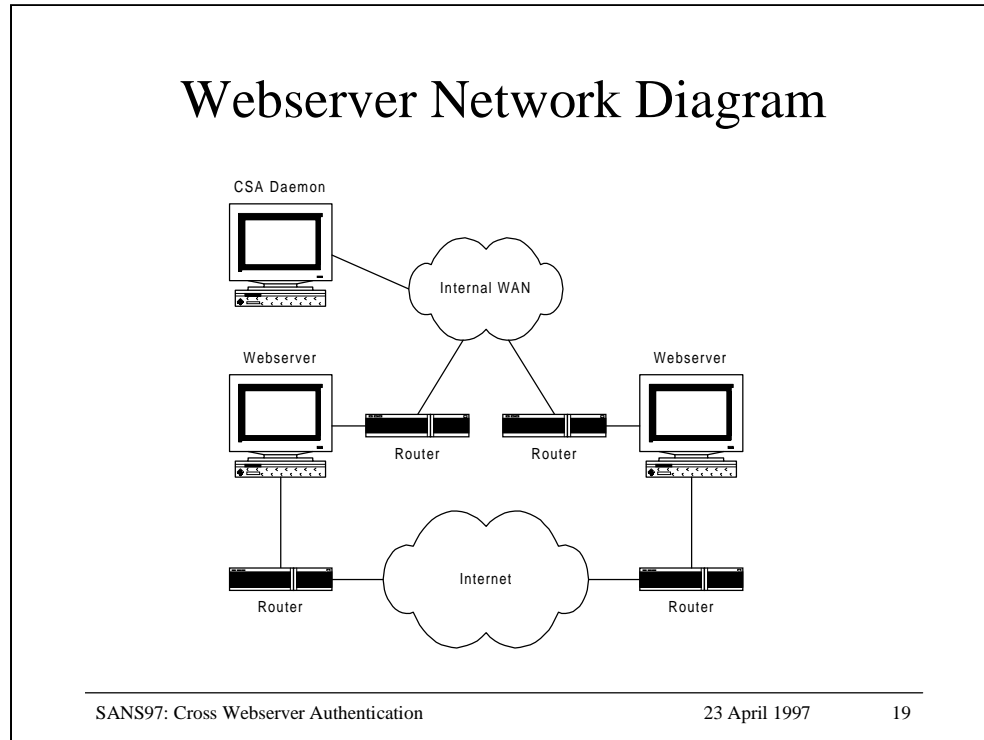 Webserver Network Diagram
CSA Daemon
Internal WAN
Webserver
Webserver
Router
Router
Internet
Router
Router
SANS97: Cross Webserver Authentication 23 April 1997 19